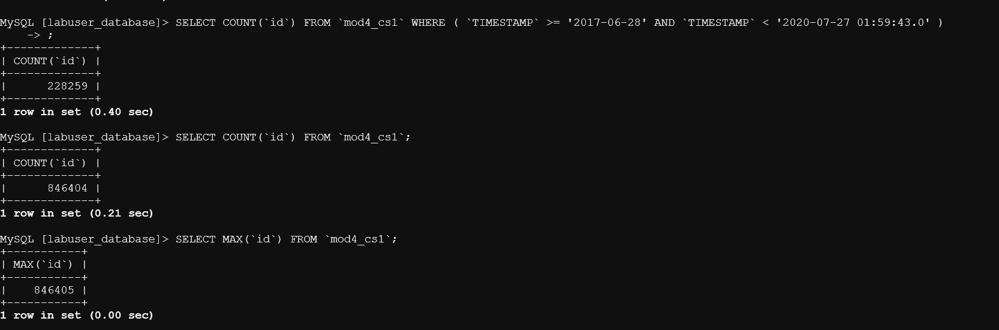 MySQL [labuser_database]> SELECT COUNT(`id`) FROM `mod4_cs1` WHERE ( `TIMESTAMP` >= '2017-06-28' AND `TIMESTAMP` < '2020-07-27 01:59:43.0' )
    -> ;
+-------------+
| COUNT(`id`) |
+-------------+
|      228259 |
+-------------+
1 row in set (0.40 sec)

MySQL [labuser_database]> SELECT COUNT(`id`) FROM `mod4_cs1`;
+-------------+
| COUNT(`id`) |
+-------------+
|      846404 |
+-------------+
1 row in set (0.21 sec)

MySQL [labuser_database]> SELECT MAX(`id`) FROM `mod4_cs1`;
+-----------+
| MAX(`id`) |
+-----------+
|    846405 |
+-----------+
1 row in set (0.00 sec)